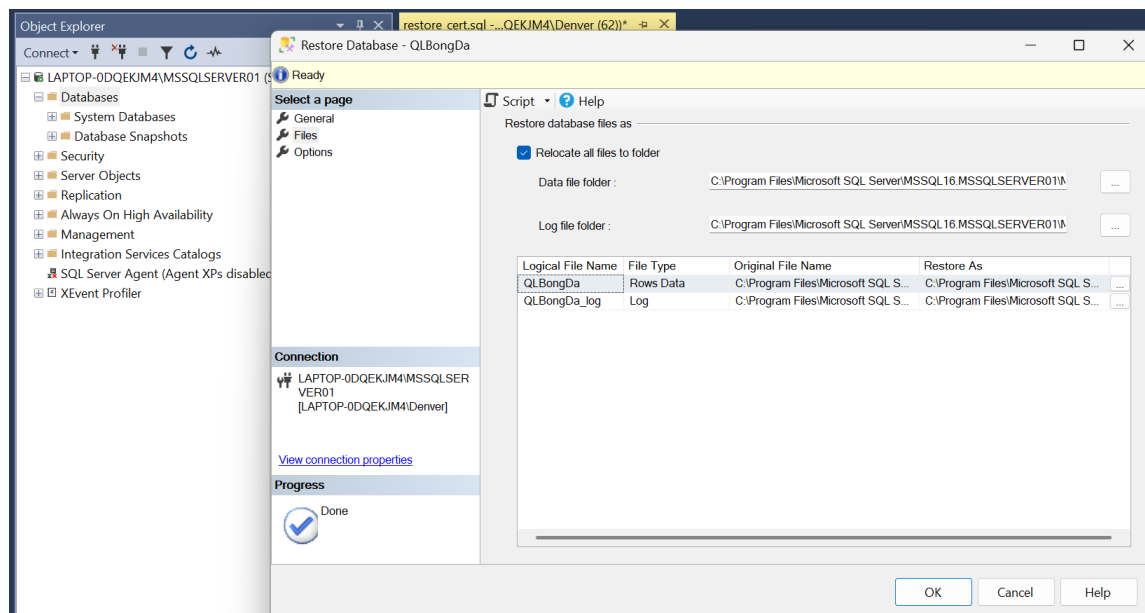 Object Explorer
restore_cert.sql -...QEKJM4\Denver (62))*
Connect
LAPTOP-0DQEKJM4\MSSQLSERVER01 (S
Databases
System Databases
Database Snapshots
Security
Server Objects
Replication
Always On High Availability
Management
Integration Services Catalogs
SQL Server Agent (Agent XPs disabled
XEvent Profiler
Restore Database - QLBongDa
Ready
Select a page
General
Files
Options
Connection
LAPTOP-0DQEKJM4\MSSQLSER
VER01
[LAPTOP-0DQEKJM4\Denver]
View connection properties
Progress
Done
Script Help
Restore database files as
Relocate all files to folder
Data file folder : C:\Program Files\Microsoft SQL Server\MSSQL16.MSSQLSERVER01\M ...
Log file folder : C:\Program Files\Microsoft SQL Server\MSSQL16.MSSQLSERVER01\M ...
Logical File Name File Type Original File Name Restore As
QLBongDa Rows Data C:\Program Files\Microsoft SQL S... C:\Program Files\Microsoft SQL S... ...
QLBongDa_log Log C:\Program Files\Microsoft SQL S... C:\Program Files\Microsoft SQL S... ...
OK Cancel Help